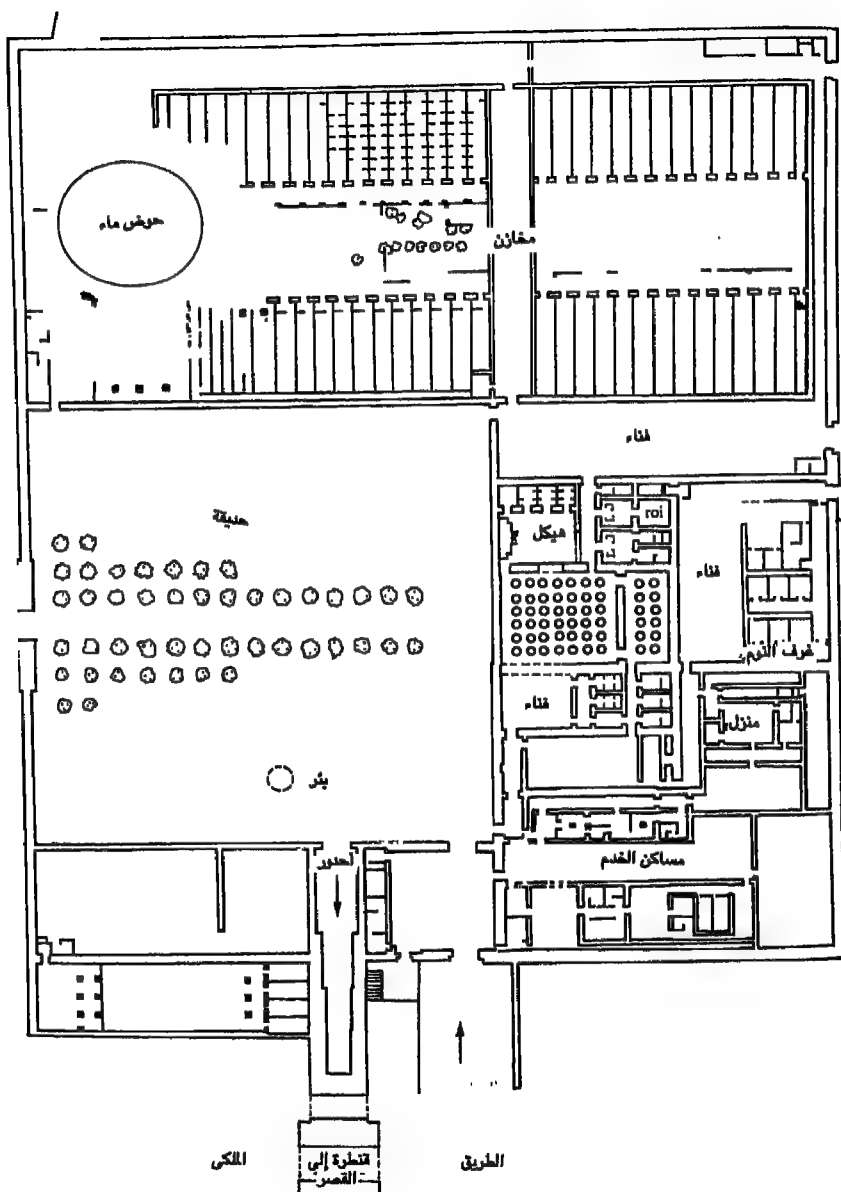 حوض ماء
مخازن
فناء
حديقة
هيكل
roi
فناء
غرف النوم
فناء
منزل
بئر
أحدور
مساكن الخدم
الطريق
قنطرة إلى
القصر
الملكى